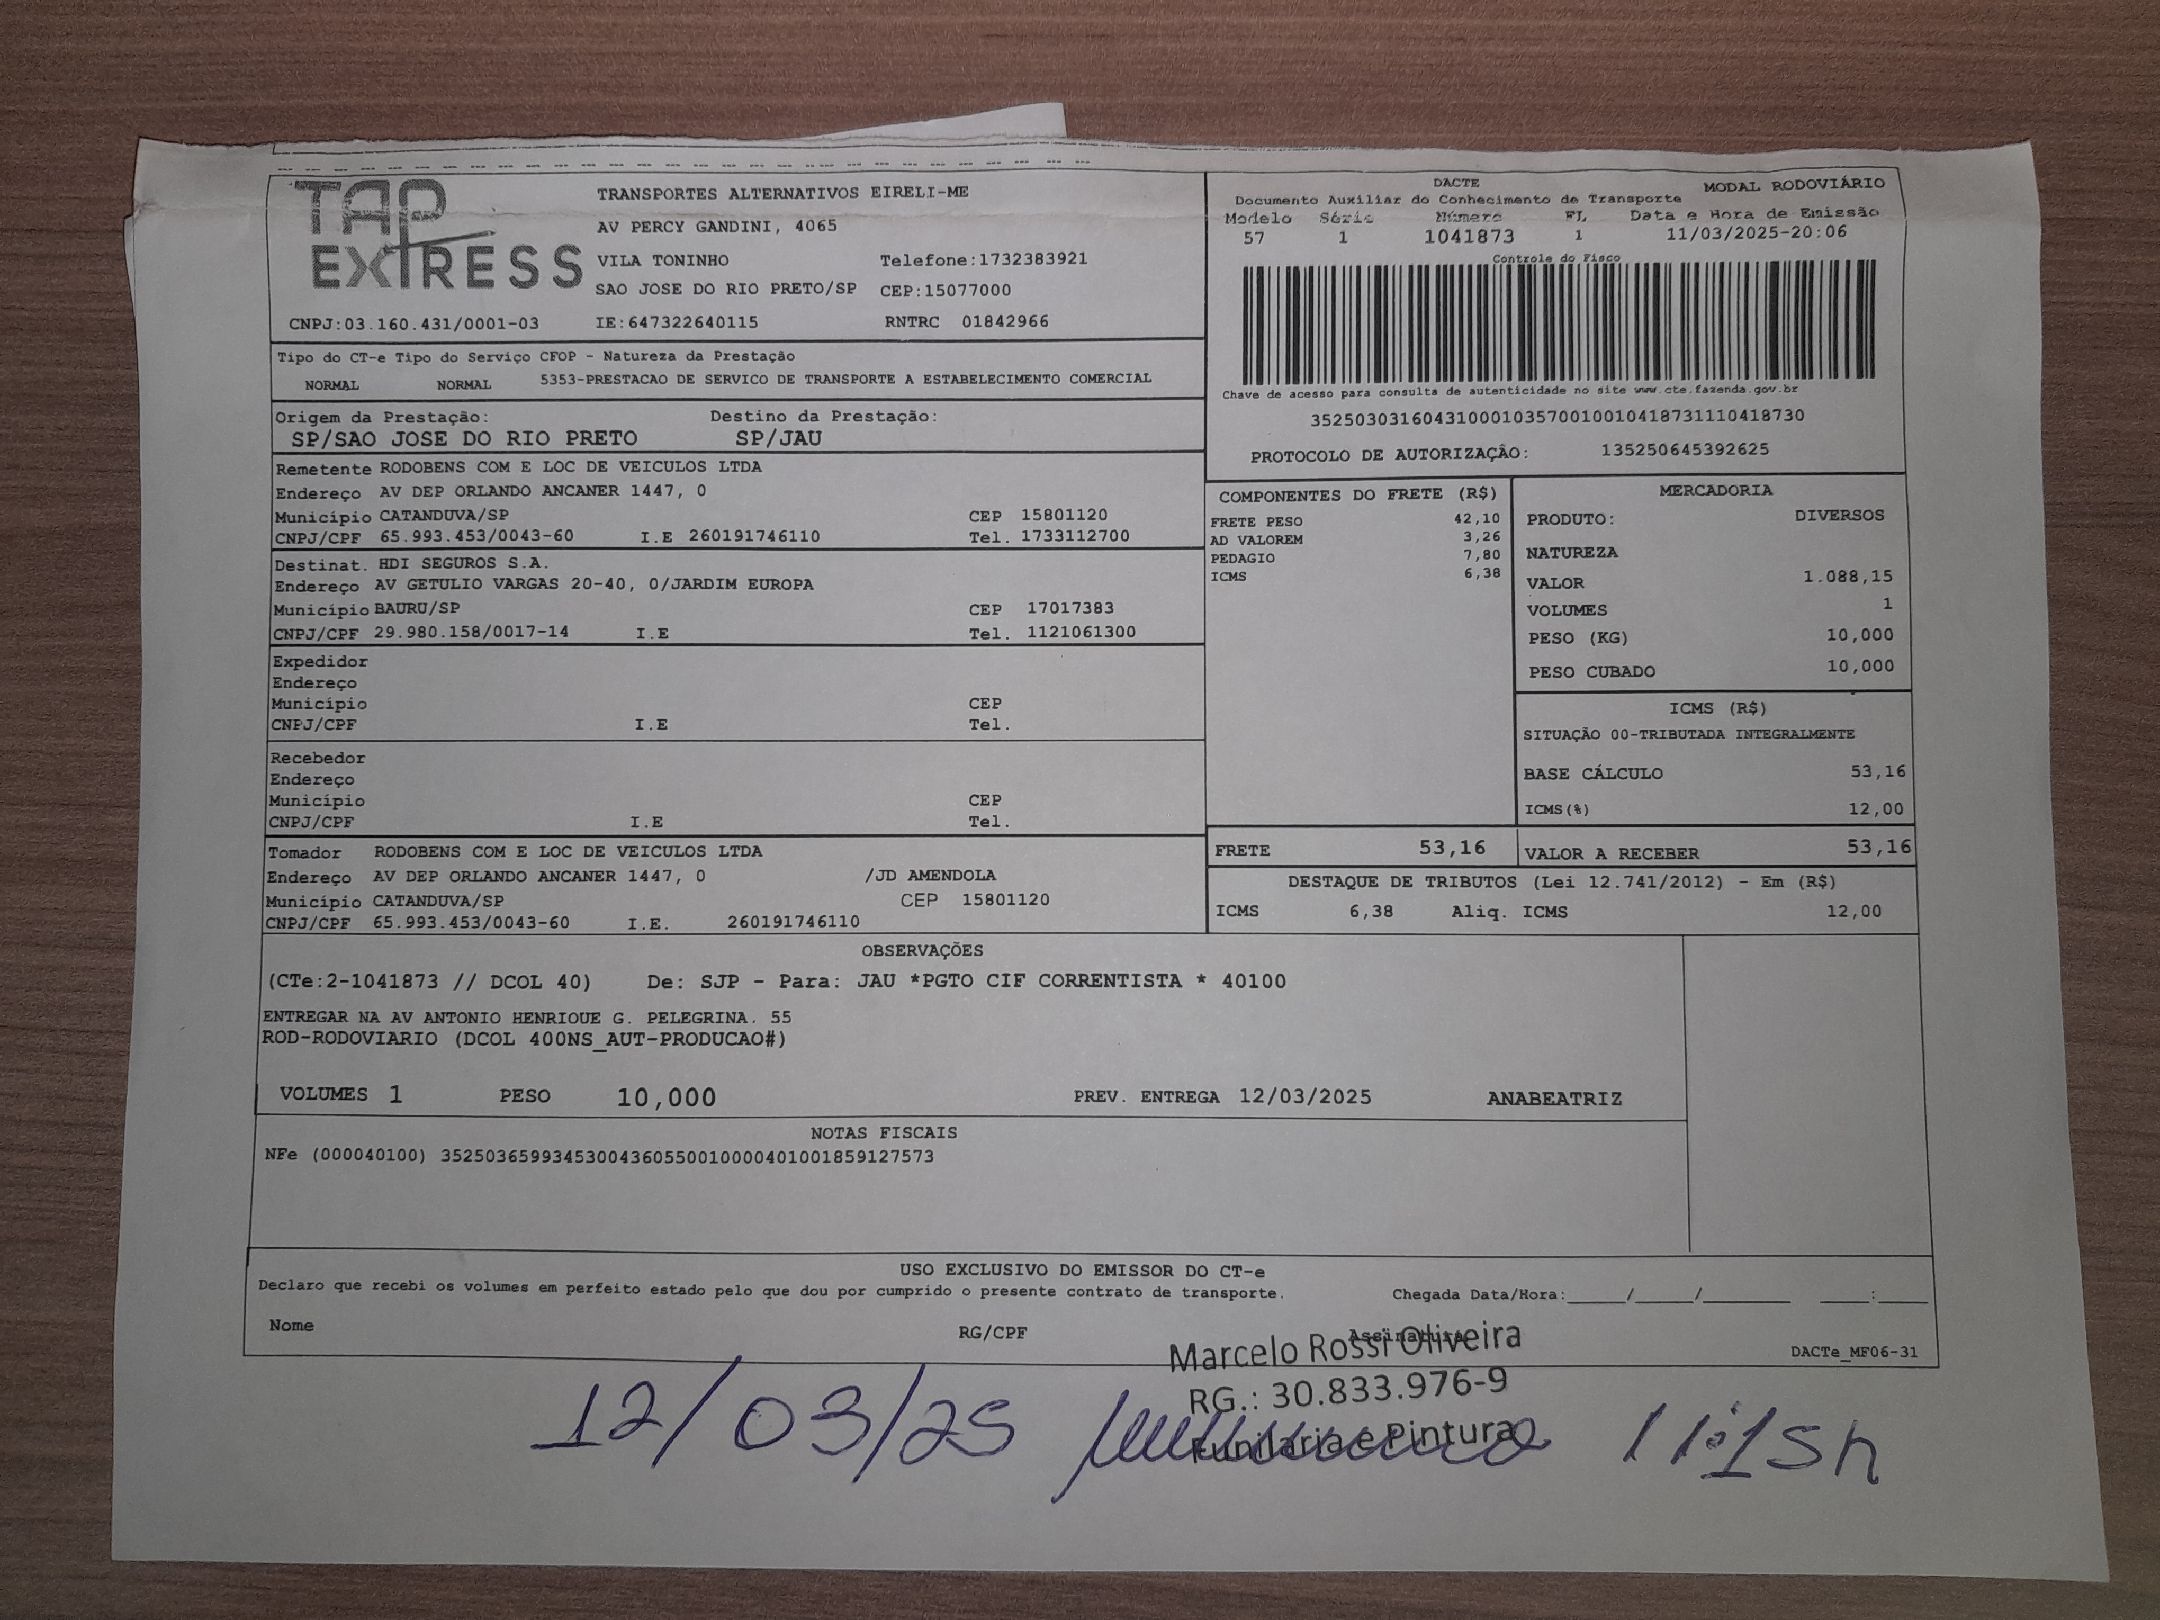 TAP EXPRESS
TRANSPORTES ALTERNATIVOS EIRELI-ME
AV PERCY GANDINI, 4065
VILA TONINHO Telefone:1732383921
SAO JOSE DO RIO PRETO/SP CEP:15077000
CNPJ:03.160.431/0001-03 IE:647322640115 RNTRC 01842966
DACTE MODAL RODOVIÁRIO
Documento Auxiliar do Conhecimento de Transporte
Modelo Série Número FL Data e Hora de Emissão
57 1 1041873 1 11/03/2025-20:06
Controle do Fisco
Chave de acesso para consulta de autenticidade no site www.cte.fazenda.gov.br
35250303160431000103570010010418731110418730
PROTOCOLO DE AUTORIZAÇÃO: 135250645392625
Tipo do CT-e Tipo do Serviço CFOP - Natureza da Prestação
NORMAL NORMAL 5353-PRESTACAO DE SERVICO DE TRANSPORTE A ESTABELECIMENTO COMERCIAL
Origem da Prestação: Destino da Prestação:
SP/SAO JOSE DO RIO PRETO SP/JAU
Remetente RODOBENS COM E LOC DE VEICULOS LTDA
Endereço AV DEP ORLANDO ANCANER 1447, 0
Município CATANDUVA/SP CEP 15801120
CNPJ/CPF 65.993.453/0043-60 I.E 260191746110 Tel. 1733112700
Destinat. HDI SEGUROS S.A.
Endereço AV GETULIO VARGAS 20-40, 0/JARDIM EUROPA
Município BAURU/SP CEP 17017383
CNPJ/CPF 29.980.158/0017-14 I.E Tel. 1121061300
Expedidor
Endereço
Município CEP
CNPJ/CPF I.E Tel.
Recebedor
Endereço
Município CEP
CNPJ/CPF I.E Tel.
Tomador RODOBENS COM E LOC DE VEICULOS LTDA
Endereço AV DEP ORLANDO ANCANER 1447, 0 /JD AMENDOLA
Município CATANDUVA/SP CEP 15801120
CNPJ/CPF 65.993.453/0043-60 I.E. 260191746110
COMPONENTES DO FRETE (R$)
FRETE PESO 42,10
AD VALOREM 3,26
PEDAGIO 7,80
ICMS 6,38
MERCADORIA
PRODUTO: DIVERSOS
NATUREZA
VALOR 1.088,15
VOLUMES 1
PESO (KG) 10,000
PESO CUBADO 10,000
ICMS (R$)
SITUAÇÃO 00-TRIBUTADA INTEGRALMENTE
BASE CÁLCULO 53,16
ICMS(%) 12,00
FRETE 53,16 VALOR A RECEBER 53,16
DESTAQUE DE TRIBUTOS (Lei 12.741/2012) - Em (R$)
ICMS 6,38 Aliq. ICMS 12,00
OBSERVAÇÕES
(CTe:2-1041873 // DCOL 40) De: SJP - Para: JAU *PGTO CIF CORRENTISTA * 40100
ENTREGAR NA AV ANTONIO HENRIQUE G. PELEGRINA. 55
ROD-RODOVIARIO (DCOL 400NS_AUT-PRODUCAO#)
VOLUMES 1 PESO 10,000 PREV. ENTREGA 12/03/2025 ANABEATRIZ
NOTAS FISCAIS
NFe (000040100) 35250365993453004360550010000401001859127573
USO EXCLUSIVO DO EMISSOR DO CT-e
Declaro que recebi os volumes em perfeito estado pelo que dou por cumprido o presente contrato de transporte. Chegada Data/Hora:_____/_____/_______ ____:____
Nome RG/CPF Assinatura
DACTe_MF06-31
Marcelo Rossi Oliveira
RG.: 30.833.976-9
Funilaria e Pintura
12/03/25 11:15h